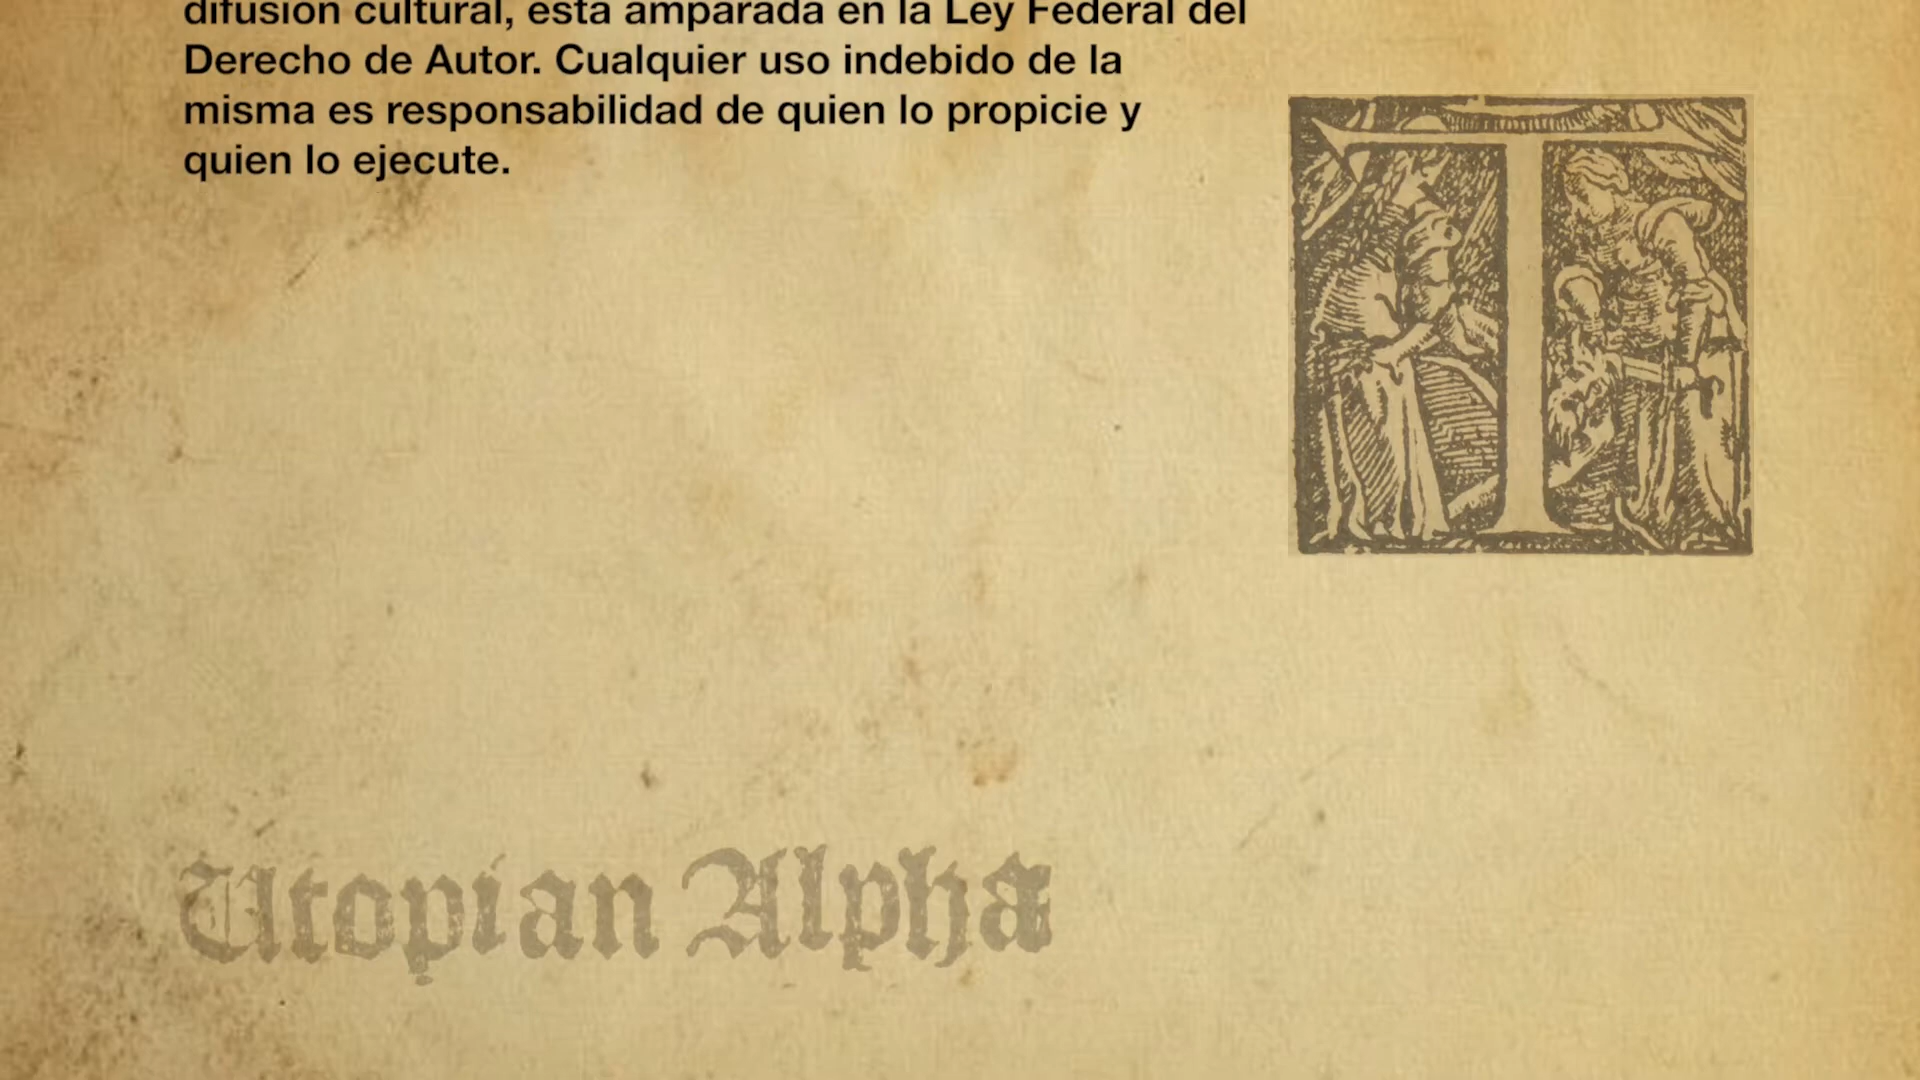 difusión cultural, está amparada en la Ley Federal del
Derecho de Autor. Cualquier uso indebido de la
misma es responsabilidad de quien lo propicie y
quien lo ejecute.
T
Utopian Alpha